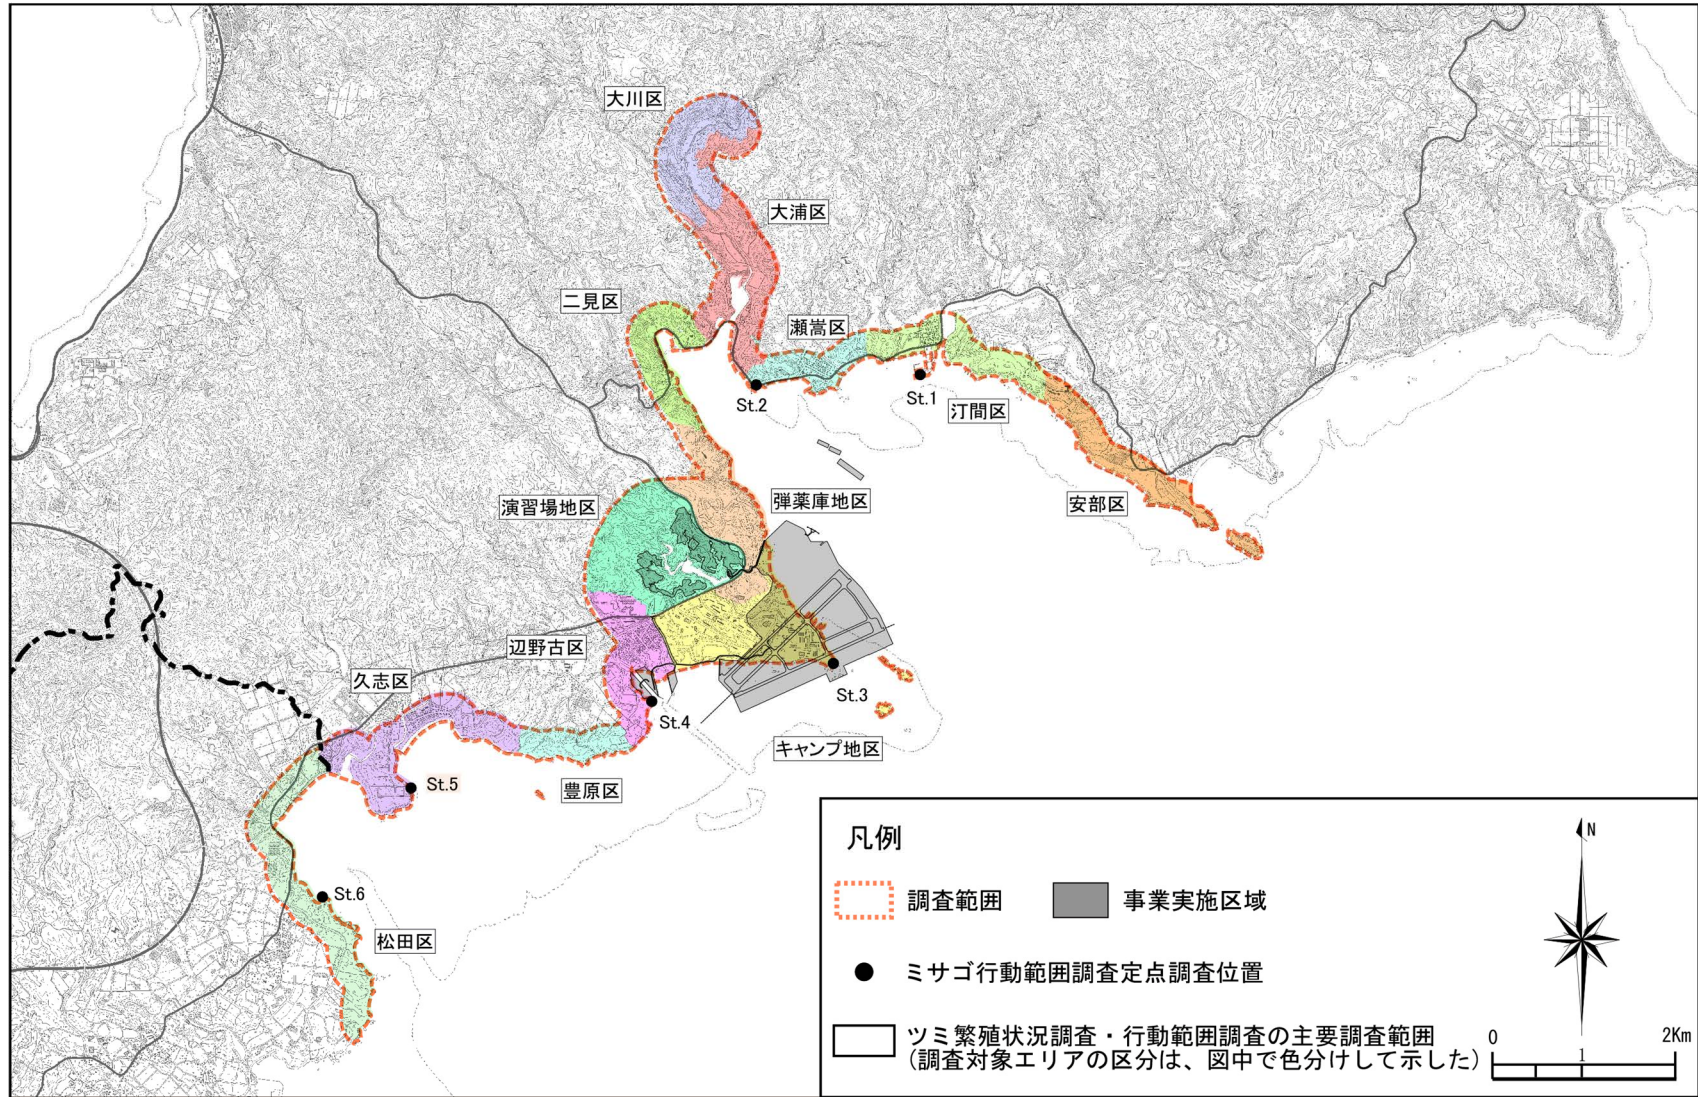 大川区
大浦区
二見区
瀬嵩区
St.2
St.1
汀間区
安部区
演習場地区
弾薬庫地区
辺野古区
久志区
St.3
St.4
キャンプ地区
St.5
豊原区
St.6
松田区
凡例
調査範囲
事業実施区域
ミサゴ行動範囲調査定点調査位置
ツミ繁殖状況調査・行動範囲調査の主要調査範囲
(調査対象エリアの区分は、図中で色分けして示した)
N
0 1 2Km